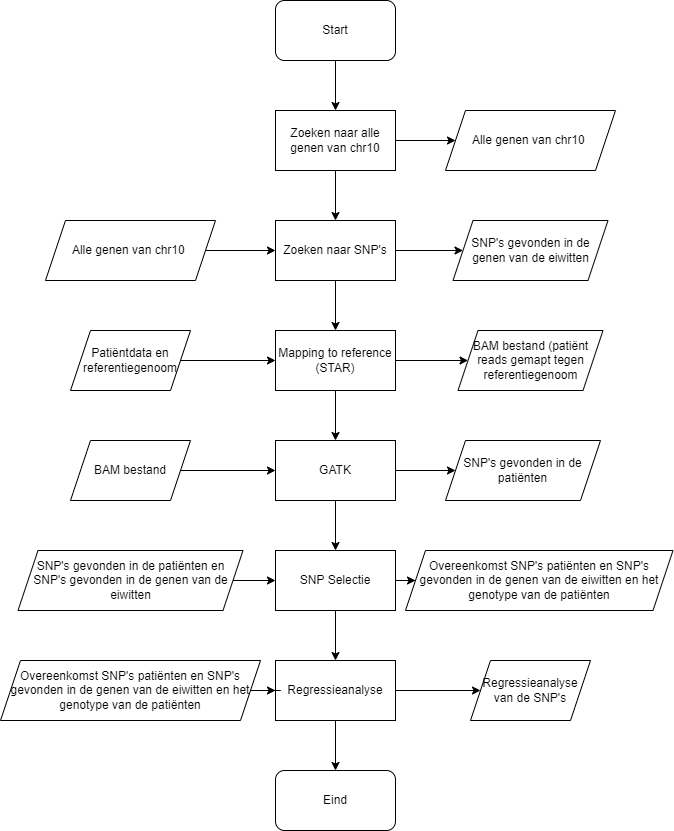 Start
Zoeken naar alle
genen van chr10
Alle genen van chr10
Alle genen van chr10
Zoeken naar SNP's
SNP's gevonden in de
genen van de eiwitten
Patiëntdata en
referentiegenoom
Mapping to reference
(STAR)
BAM bestand (patiënt
reads gemapt tegen
referentiegenoom
BAM bestand
GATK
SNP's gevonden in de
patiënten
SNP's gevonden in de patiënten en
SNP's gevonden in de genen van de
eiwitten
SNP Selectie
Overeenkomst SNP's patiënten en SNP's
gevonden in de genen van de eiwitten en het
genotype van de patiënten
Overeenkomst SNP's patiënten en SNP's
gevonden in de genen van de eiwitten en het
genotype van de patiënten
Regressieanalyse
Regressieanalyse
van de SNP's
Eind